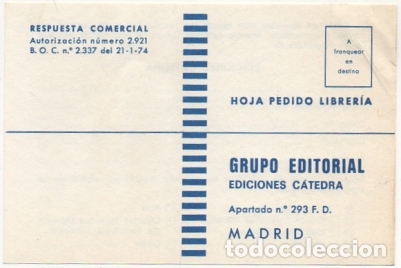 RESPUESTA COMERCIAL
Autorización número 2.921
B. O. C. n.º 2.337 del 21-1-74
A
franquear
en
destino
HOJA PEDIDO LIBRERÍA
GRUPO EDITORIAL
EDICIONES CÁTEDRA
Apartado n.º 293 F. D.
MADRID
todocoleccion.net